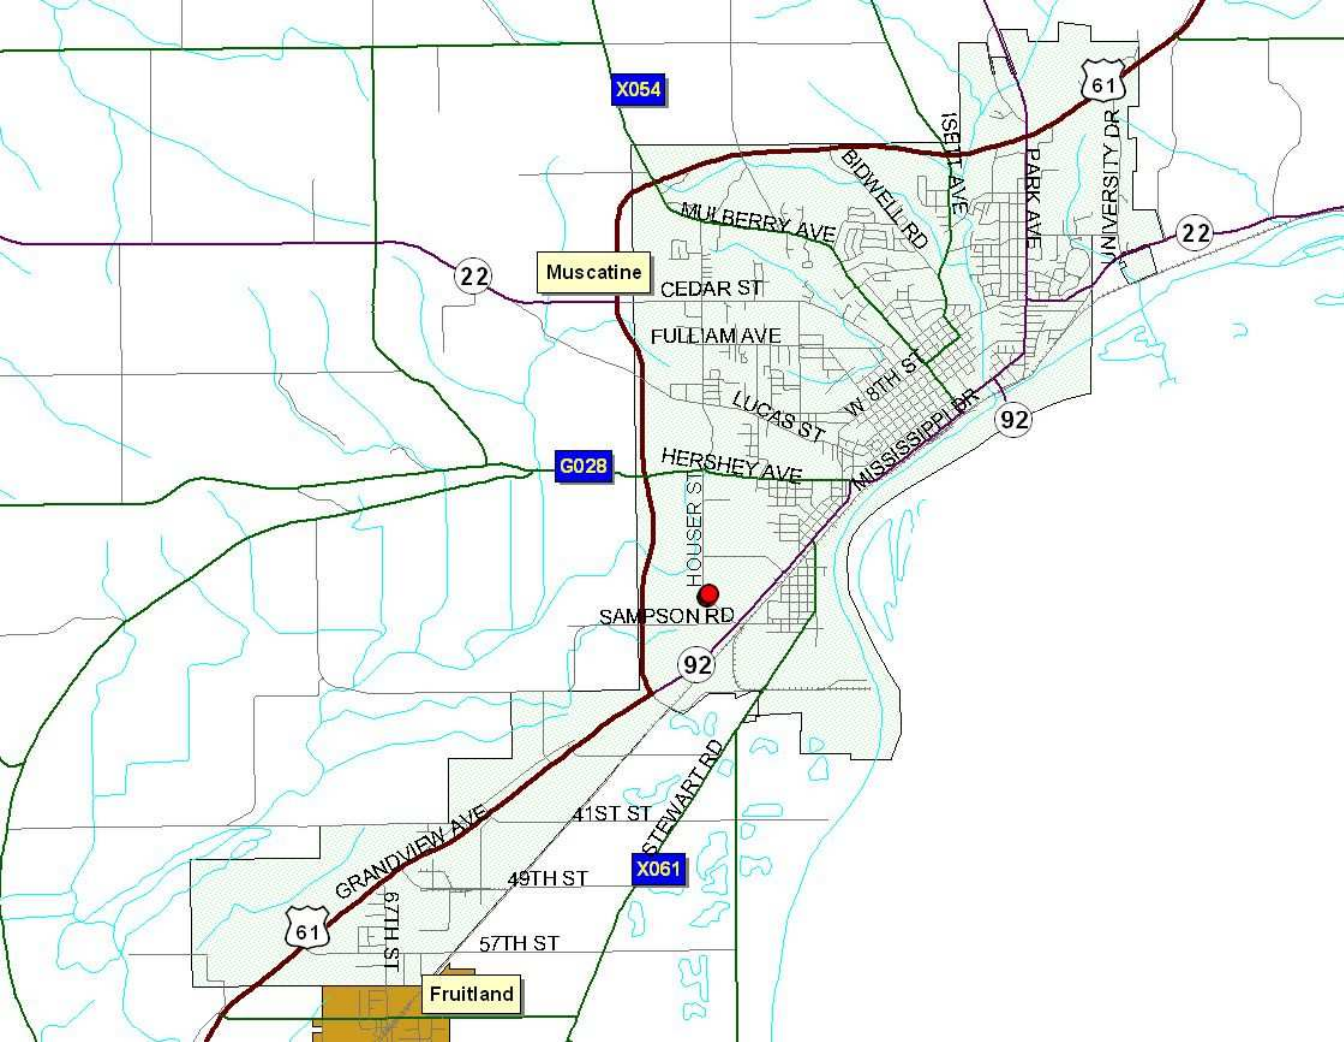 X054
61
ISETT AVE
PARK AVE
UNIVERSITY DR
BIDWELL RD
MULBERRY AVE
22
22
Muscatine
CEDAR ST
FULLIAM AVE
W 8TH ST
LUCAS ST
MISSISSIPPI DR
92
G028
HERSHEY AVE
HOUSER ST
SAMPSON RD
92
STEWART RD
GRANDVIEW AVE
41ST ST
X061
49TH ST
67TH ST
61
57TH ST
Fruitland